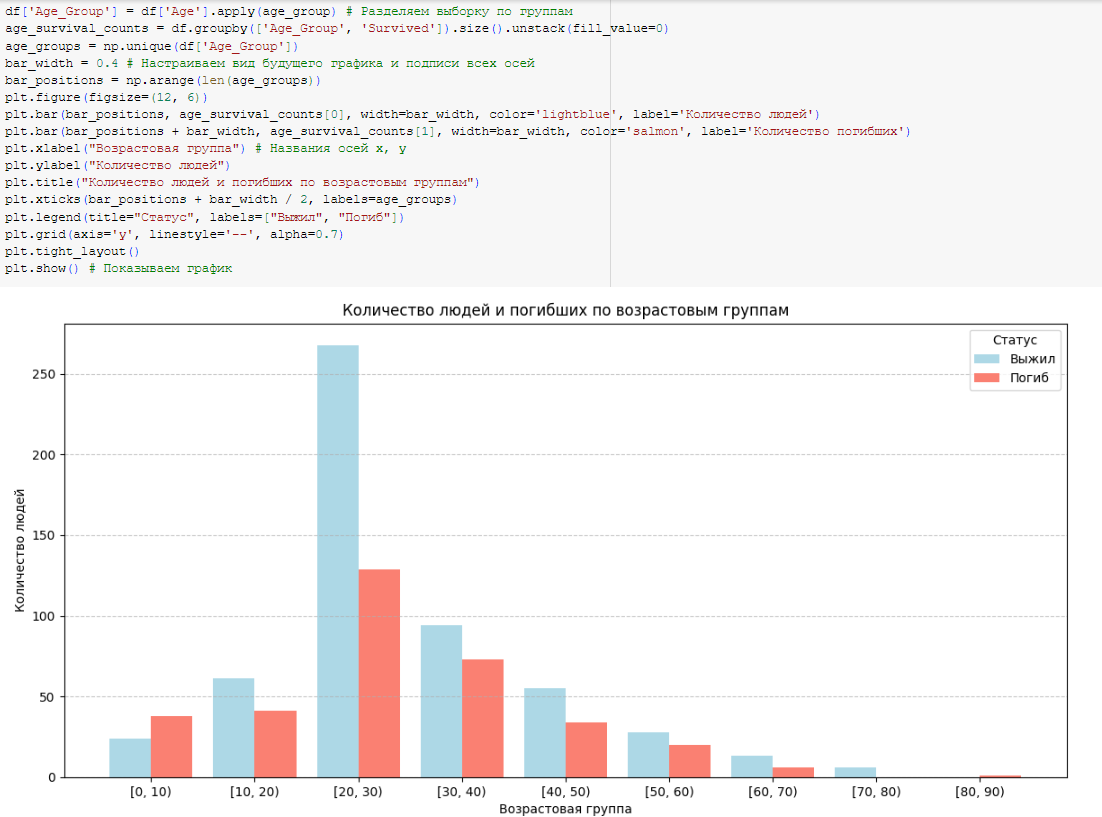 df['Age_Group'] = df['Age'].apply(age_group) # Разделяем выборку по группам
age_survival_counts = df.groupby(['Age_Group', 'Survived']).size().unstack(fill_value=0)
age_groups = np.unique(df['Age_Group'])
bar_width = 0.4 # Настраиваем вид будущего графика и подписи всех осей
bar_positions = np.arange(len(age_groups))
plt.figure(figsize=(12, 6))
plt.bar(bar_positions, age_survival_counts[0], width=bar_width, color='lightblue', label='Количество людей')
plt.bar(bar_positions + bar_width, age_survival_counts[1], width=bar_width, color='salmon', label='Количество погибших')
plt.xlabel("Возрастовая группа") # Названия осей x, y
plt.ylabel("Количество людей")
plt.title("Количество людей и погибших по возрастовым группам")
plt.xticks(bar_positions + bar_width / 2, labels=age_groups)
plt.legend(title="Статус", labels=["Выжил", "Погиб"])
plt.grid(axis='y', linestyle='--', alpha=0.7)
plt.tight_layout()
plt.show() # Показываем график
Количество людей и погибших по возрастовым группам
Статус
Выжил
Погиб
250
200
150
100
50
0
Количество людей
[0, 10) [10, 20) [20, 30) [30, 40) [40, 50) [50, 60) [60, 70) [70, 80) [80, 90)
Возрастовая группа